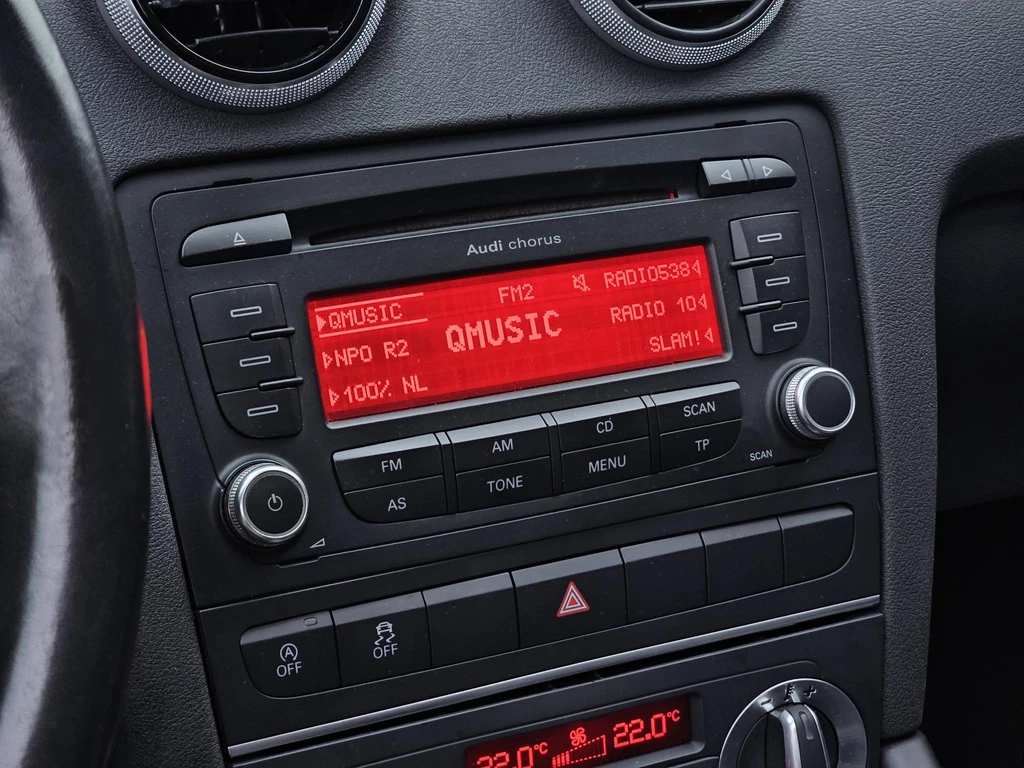 Audi chorus
QMUSIC FM2 RADIO538
NPO R2 QMUSIC RADIO 10
100% NL SLAM!
FM AM CD SCAN
AS TONE MENU TP
SCAN
A OFF OFF
22.0°C 22.0°C